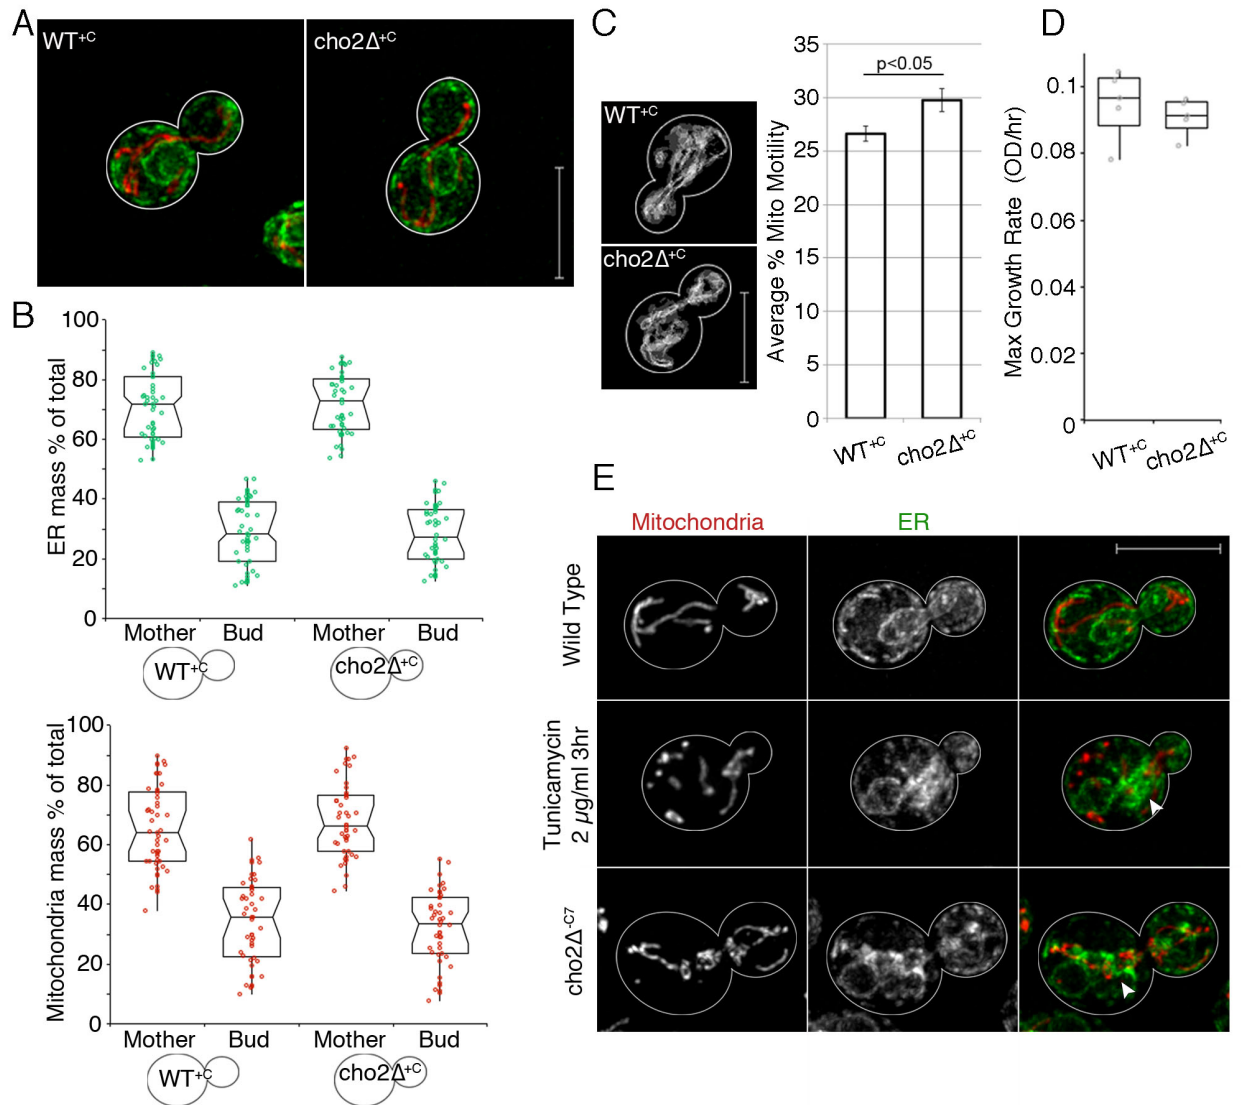 A
WT+C
cho2Δ+C
B
100
80
60
40
20
0
ER mass % of total
Mother
Bud
Mother
Bud
WT+C
cho2Δ+C
100
80
60
40
20
0
Mitochondria mass % of total
Mother
Bud
Mother
Bud
WT+C
cho2Δ+C
C
WT+C
cho2Δ+C
35
30
25
20
15
10
5
0
Average % Mito Motility
p<0.05
WT+C
cho2Δ+C
D
0.1
0.08
0.06
0.04
0.02
0
Max Growth Rate (OD/hr)
WT+C
cho2Δ+C
E
Mitochondria
ER
Wild Type
Tunicamycin
2 µg/ml 3hr
cho2Δ-C7